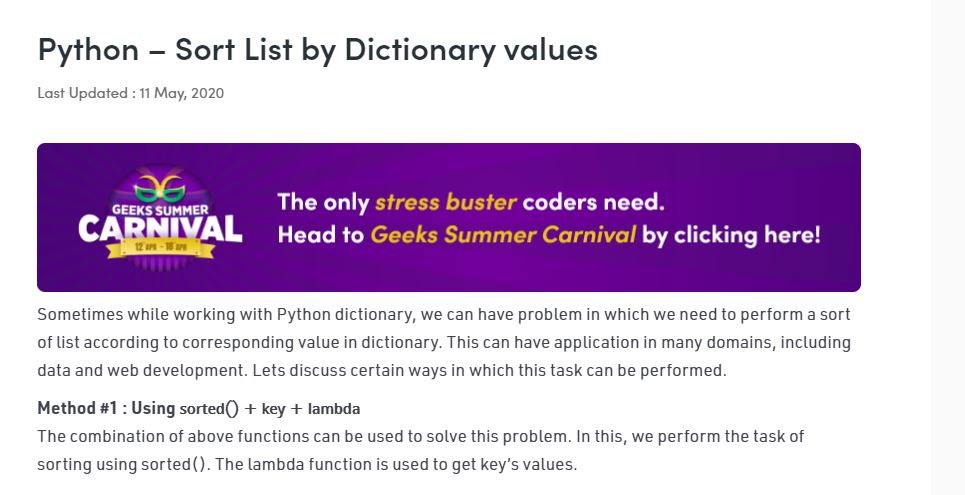 Python – Sort List by Dictionary values
Last Updated : 11 May, 2020
GEEKS SUMMER
CARNIVAL
12 APR - 18 APR
The only stress buster coders need.
Head to Geeks Summer Carnival by clicking here!
Sometimes while working with Python dictionary, we can have problem in which we need to perform a sort
of list according to corresponding value in dictionary. This can have application in many domains, including
data and web development. Lets discuss certain ways in which this task can be performed.
Method #1 : Using sorted() + key + lambda
The combination of above functions can be used to solve this problem. In this, we perform the task of
sorting using sorted(). The lambda function is used to get key’s values.